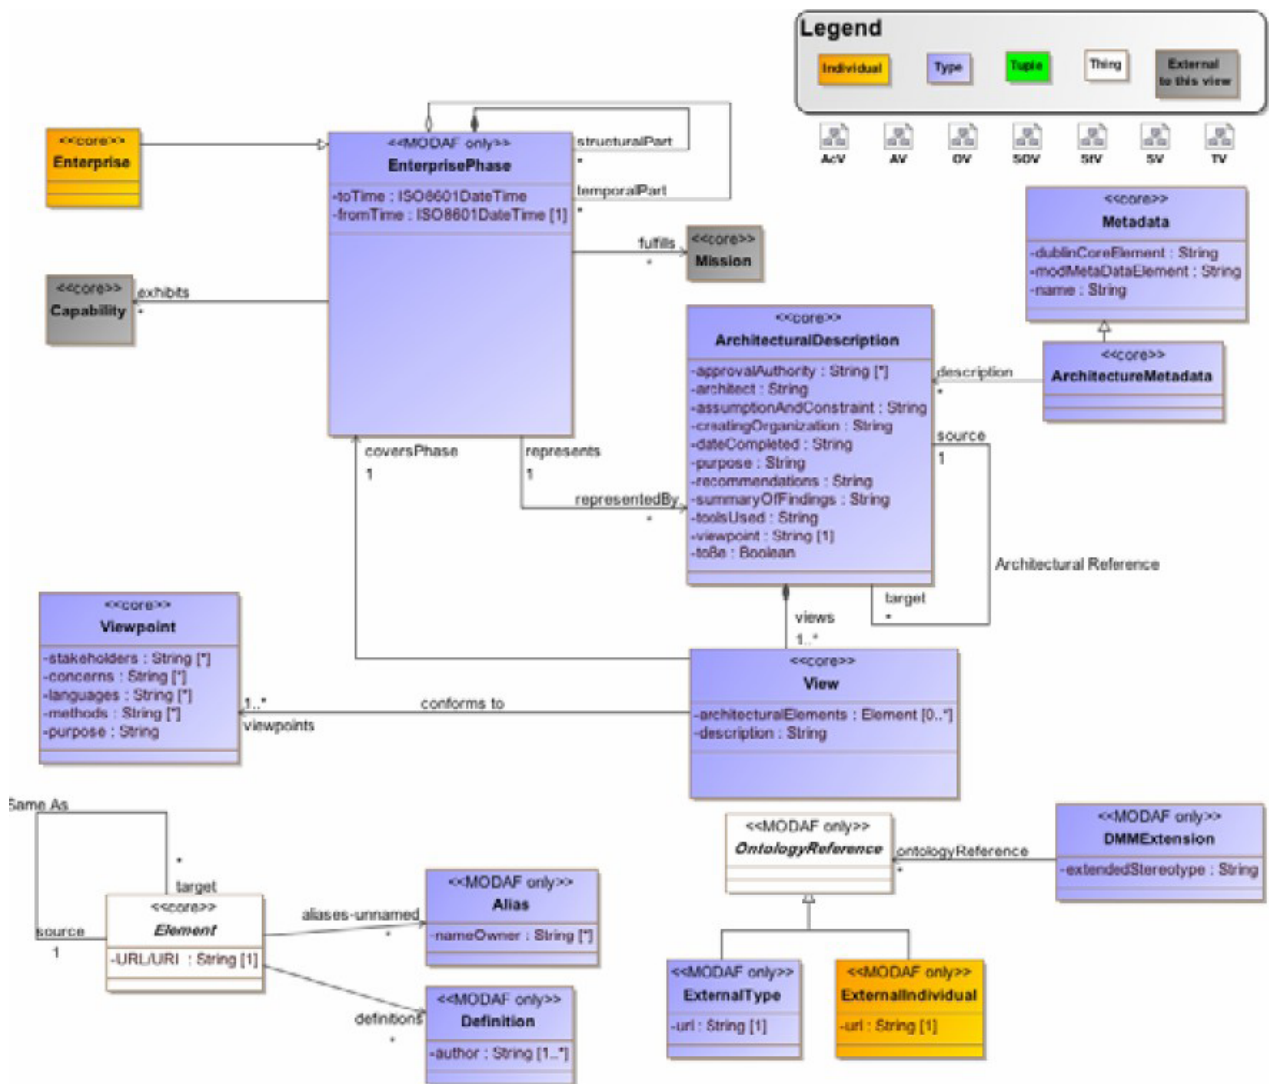 Legend
Individual
Type
Tuple
Thing
External
to this view
AcV
AV
OV
SOV
StV
SV
TV
<<core>>
Enterprise
<<MODAF only>>
EnterprisePhase
-toTime : ISO8601DateTime
-fromTime : ISO8601DateTime [1]
structuralPart
*
temporalPart
*
fulfills
*
<<core>>
Mission
<<core>>
Capability
exhibits
*
<<core>>
Metadata
-dublinCoreElement : String
-modMetaDataElement : String
-name : String
<<core>>
ArchitectureMetadata
description
*
<<core>>
ArchitecturalDescription
-approvalAuthority : String [*]
-architect : String
-assumptionAndConstraint : String
-creatingOrganization : String
-dateCompleted : String
-purpose : String
-recommendations : String
-summaryOfFindings : String
-toolsUsed : String
-viewpoint : String [1]
-toBe : Boolean
source
1
Architectural Reference
target
*
coversPhase
1
represents
1
representedBy
*
views
1..*
<<core>>
Viewpoint
-stakeholders : String [*]
-concerns : String [*]
-languages : String [*]
-methods : String [*]
-purpose : String
1..*
viewpoints
conforms to
<<core>>
View
-architecturalElements : Element [0..*]
-description : String
Same As
*
target
source
1
<<core>>
Element
-URL/URI : String [1]
aliases-unnamed
*
<<MODAF only>>
Alias
-nameOwner : String [*]
definitions
*
<<MODAF only>>
Definition
-author : String [1..*]
<<MODAF only>>
OntologyReference
ontologyReference
*
<<MODAF only>>
DMMExtension
-extendedStereotype : String
<<MODAF only>>
ExternalType
-url : String [1]
<<MODAF only>>
ExternalIndividual
-url : String [1]